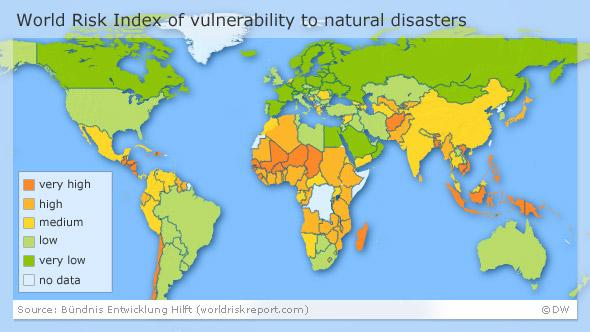 World Risk Index of vulnerability to natural disasters
very high
high
medium
low
very low
no data
Source: Bündnis Entwicklung Hilft (worldriskreport.com)
©DW